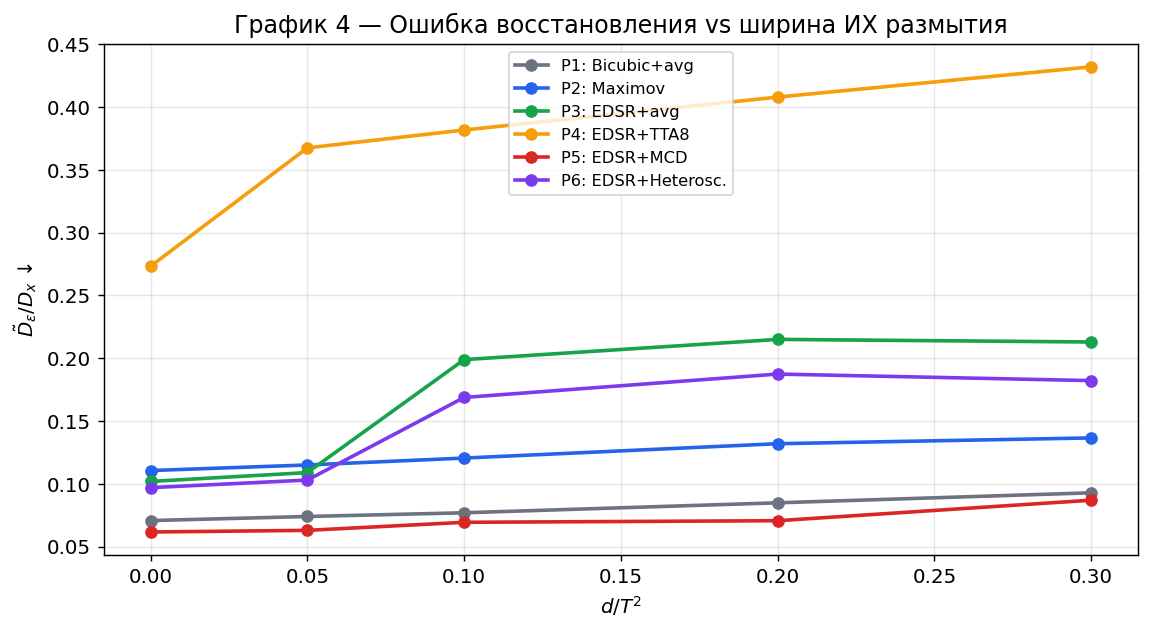 График 4 — Ошибка восстановления vs ширина ИХ размытия
P1: Bicubic+avg
P2: Maximov
P3: EDSR+avg
P4: EDSR+TTA8
P5: EDSR+MCD
P6: EDSR+Heterosc.
0.45
0.40
0.35
0.30
0.25
0.20
0.15
0.10
0.05
D̃ε/Dx ↓
0.00 0.05 0.10 0.15 0.20 0.25 0.30
d/T²